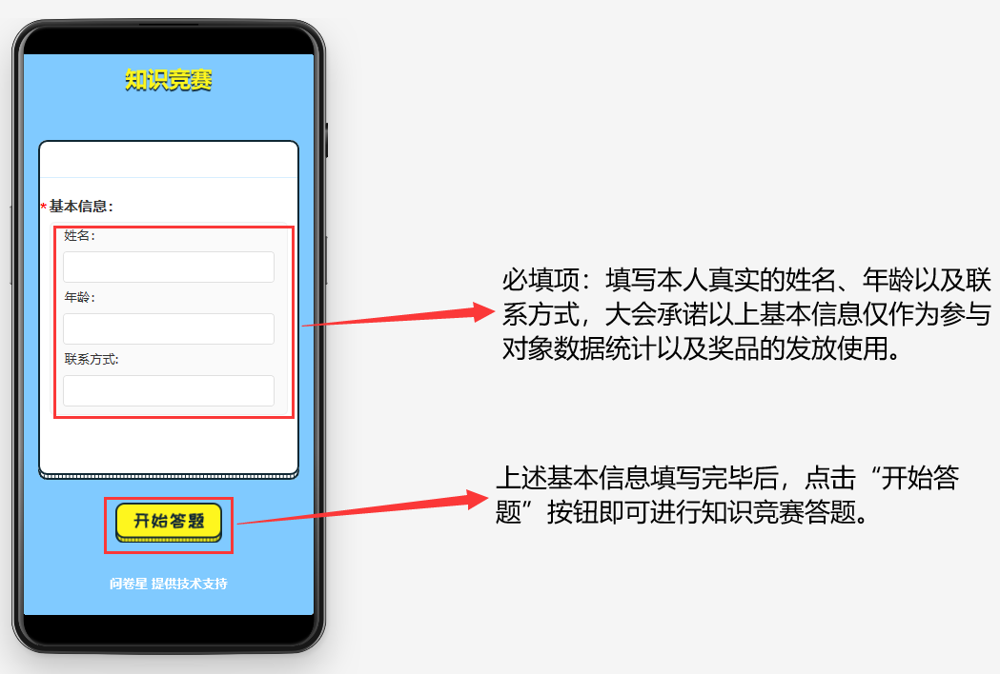 知识竞赛
*基本信息：
姓名：
年龄：
联系方式:
开始答题
问卷星 提供技术支持
必填项：填写本人真实的姓名、年龄以及联
系方式，大会承诺以上基本信息仅作为参与
对象数据统计以及奖品的发放使用。
上述基本信息填写完毕后，点击“开始答
题”按钮即可进行知识竞赛答题。